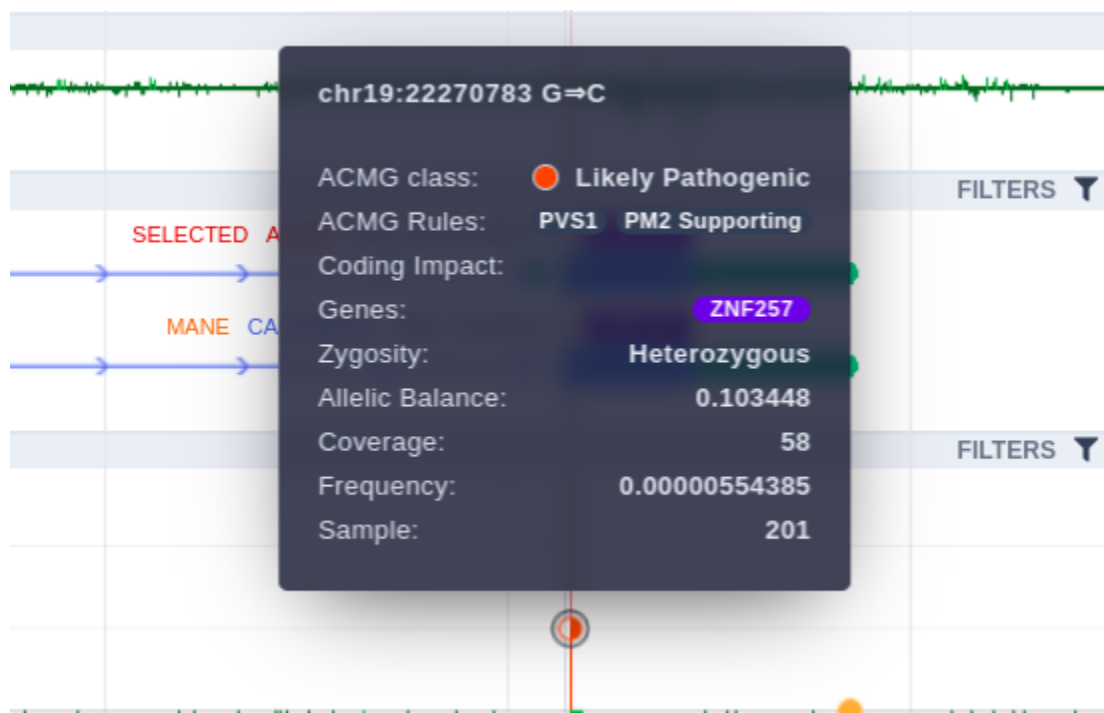 chr19:22270783 G⇒C
ACMG class: Likely Pathogenic
FILTERS
ACMG Rules: PVS1 PM2 Supporting
SELECTED
Coding Impact:
Genes: ZNF257
MANE
Zygosity: Heterozygous
Allelic Balance: 0.103448
Coverage: 58
FILTERS
Frequency: 0.00000554385
Sample: 201